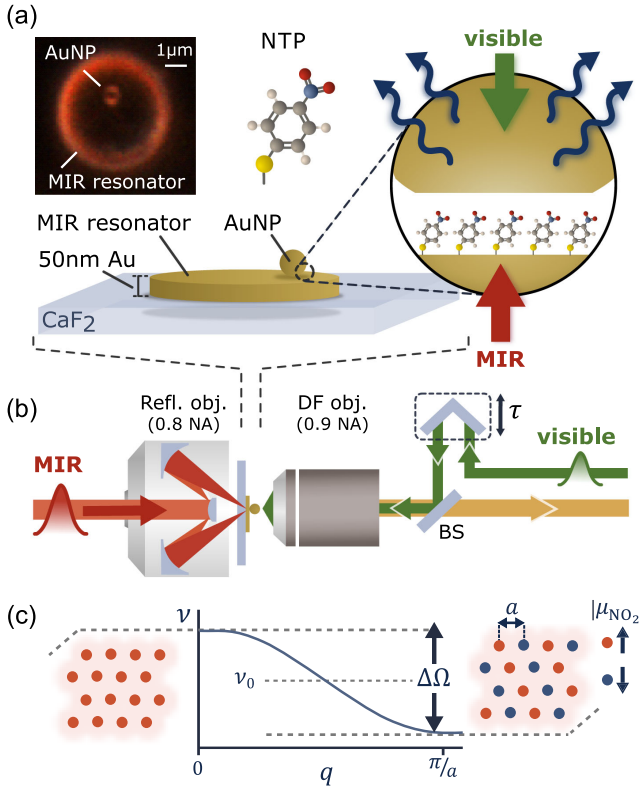 (a)
AuNP
1μm
MIR resonator
NTP
visible
MIR resonator
AuNP
50nm Au
CaF₂
MIR
(b)
Refl. obj.
(0.8 NA)
DF obj.
(0.9 NA)
τ
visible
MIR
BS
(c)
ν
ν₀
ΔΩ
a
|μNO₂
0
q
π/a